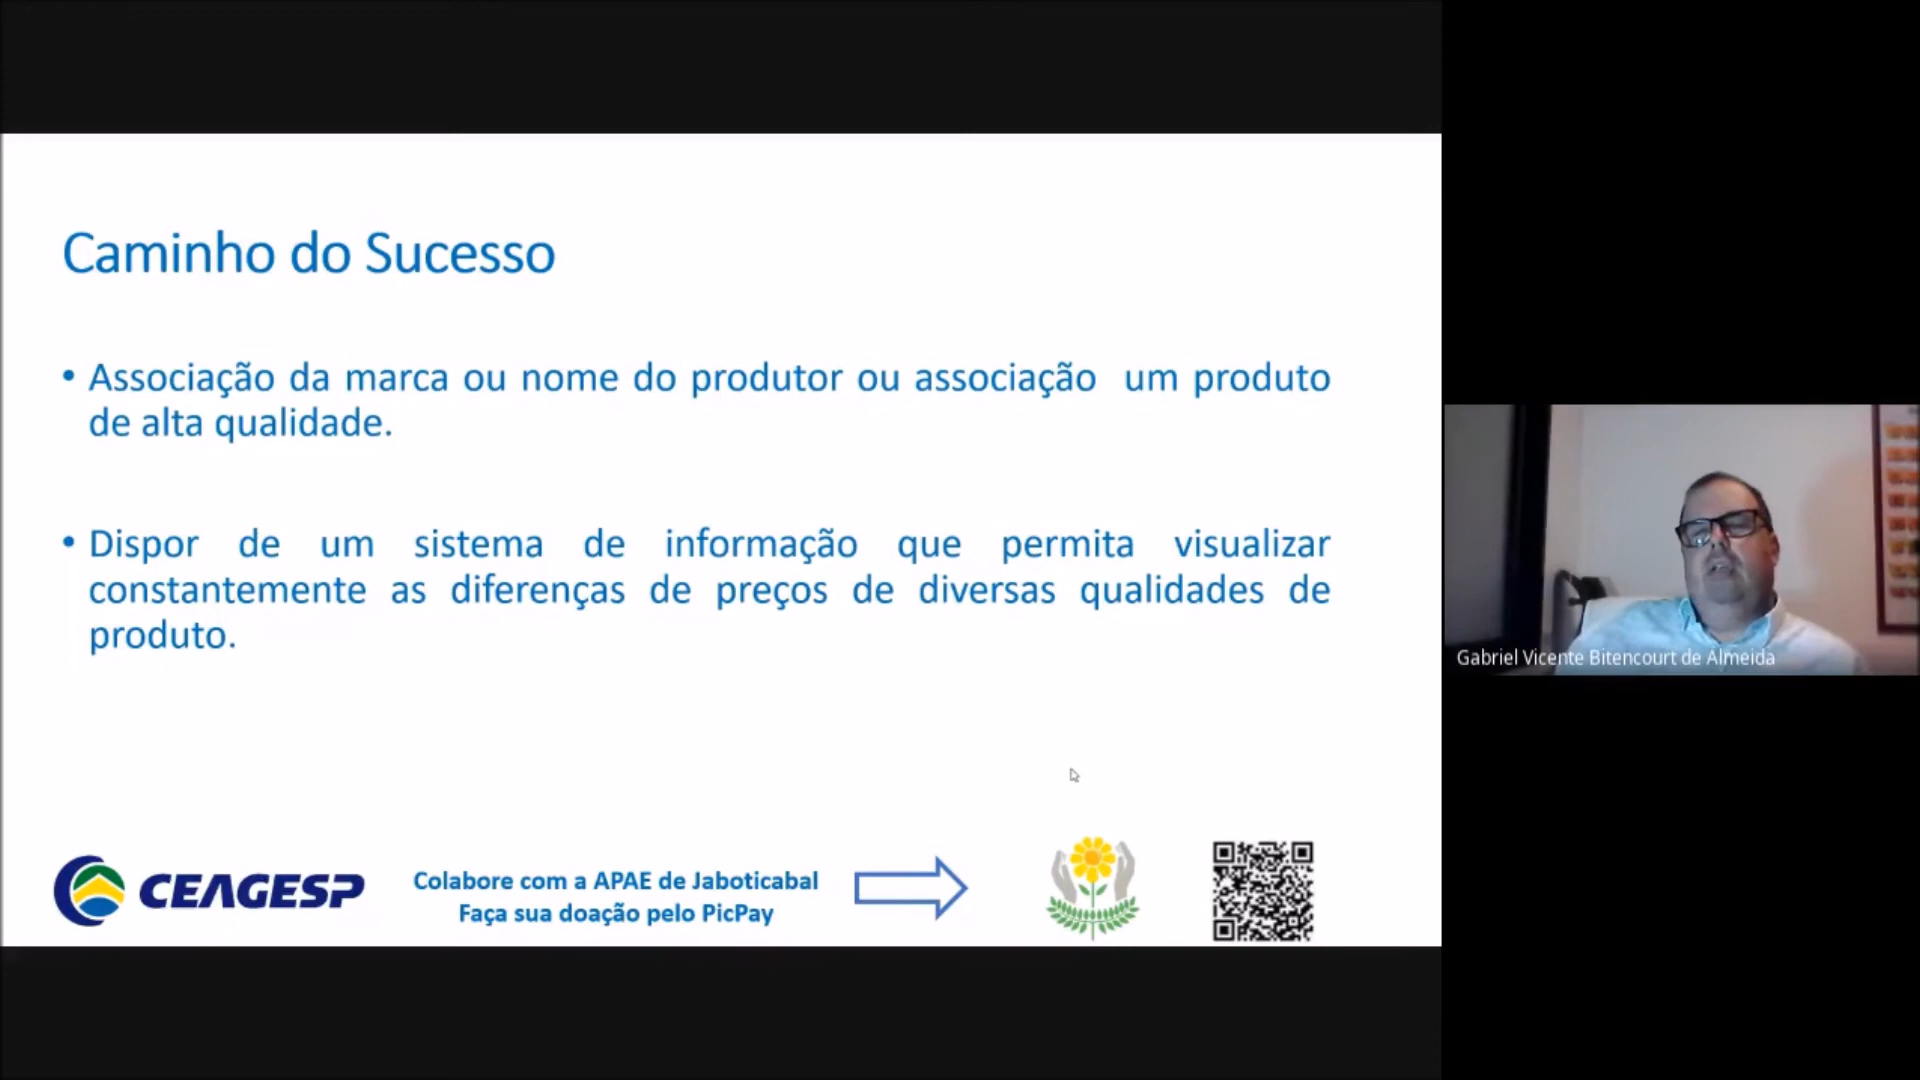 Caminho do Sucesso
• Associação da marca ou nome do produtor ou associação um produto
de alta qualidade.
• Dispor de um sistema de informação que permita visualizar
constantemente as diferenças de preços de diversas qualidades de
produto.
CEAGESP
Colabore com a APAE de Jaboticabal
Faça sua doação pelo PicPay
Gabriel Vicente Bitencourt de Almeida